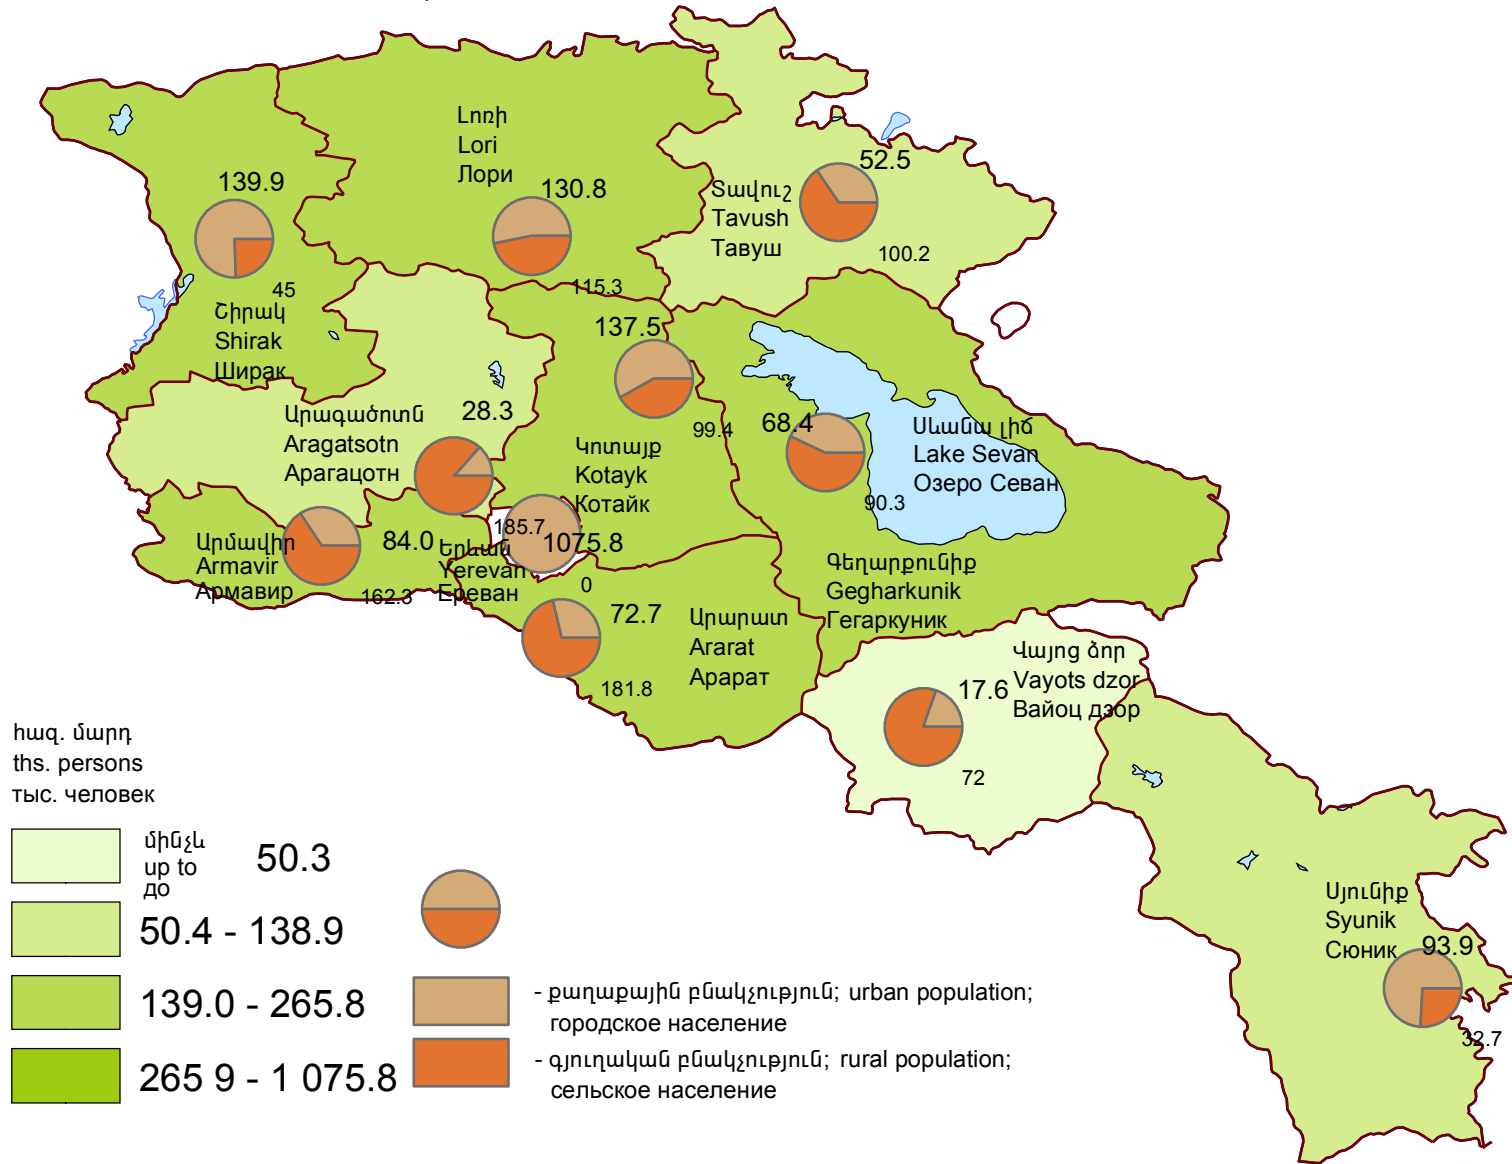 52.5
Լոռի
Lori
Лори
139.9
130.8
Տավուշ
Tavush
Тавуш
100.2
45
115.3
Շիրակ
Shirak
Ширак
137.5
Արագածոտն
Aragatsotn
Арагацотн
28.3
99.4
68.4
Կոտայք
Kotayk
Котайк
Սևանա լիճ
Lake Sevan
Озеро Севан
90.3
185.7
1075.8
0
Արմավիր
Armavir
Армавир
84.0
162.3
Երևան
Yerevan
Ереван
Գեղարքունիք
Gegharkunik
Гегаркуник
72.7
Արարատ
Ararat
Арарат
181.8
17.6
Վայոց ձոր
Vayots dzor
Вайоц дзор
72
Սյունիք
Syunik
Сюник
93.9
32.7
հազ. մարդ
ths. persons
тыс. человек
մինչև
up to
до
50.3
50.4 - 138.9
139.0 - 265.8
265 9 - 1 075.8
- քաղաքային բնակչություն; urban population;
городское население
- գյուղական բնակչություն; rural population;
сельское население